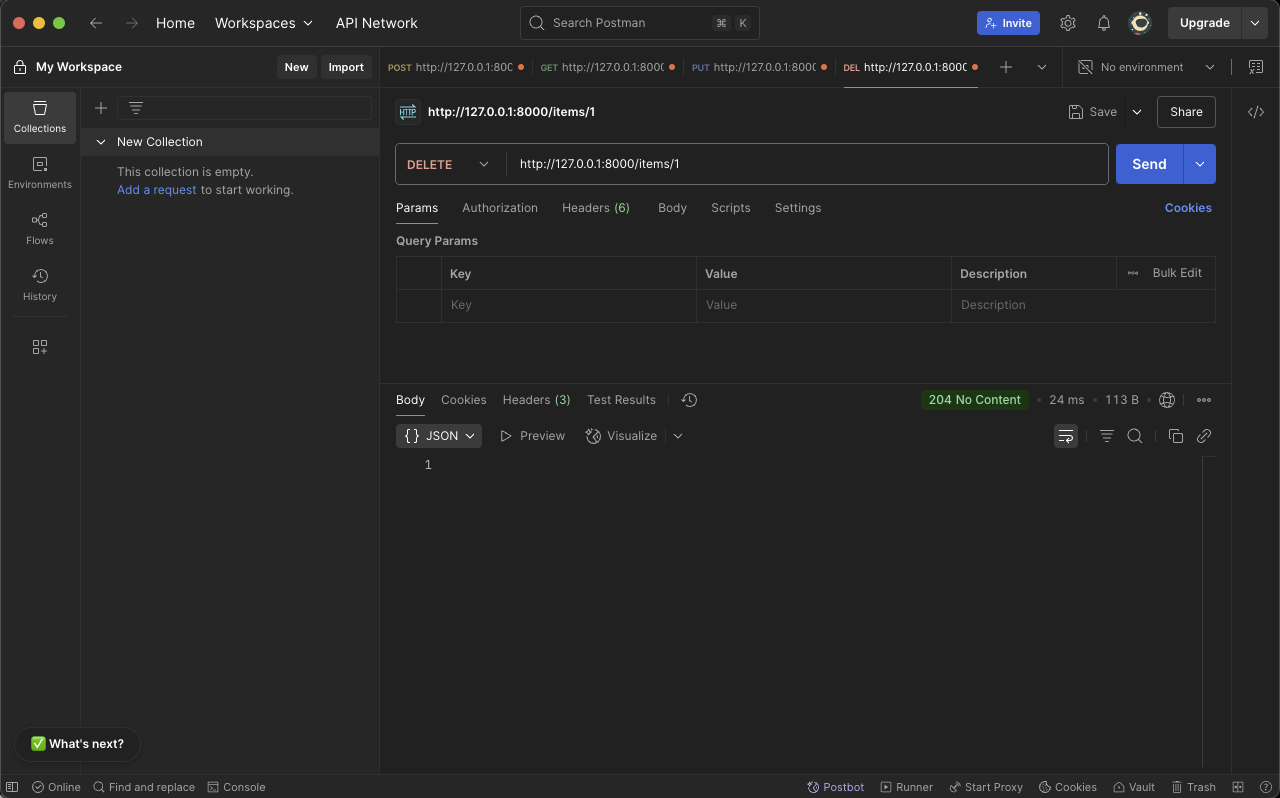 Home Workspaces API Network Search Postman ⌘ K Invite Upgrade
My Workspace New Import POST http://127.0.0.1:800 GET http://127.0.0.1:800 PUT http://127.0.0.1:800 DEL http://127.0.0.1:8000 No environment
Collections
Environments
Flows
History
New Collection
This collection is empty.
Add a request to start working.
✅ What's next?
HTTP http://127.0.0.1:8000/items/1 Save Share
DELETE http://127.0.0.1:8000/items/1 Send
Params Authorization Headers (6) Body Scripts Settings Cookies
Query Params
Key Value Description Bulk Edit
Key Value Description
Body Cookies Headers (3) Test Results 204 No Content 24 ms 113 B
{} JSON Preview Visualize
1
Online Find and replace Console Postbot Runner Start Proxy Cookies Vault Trash